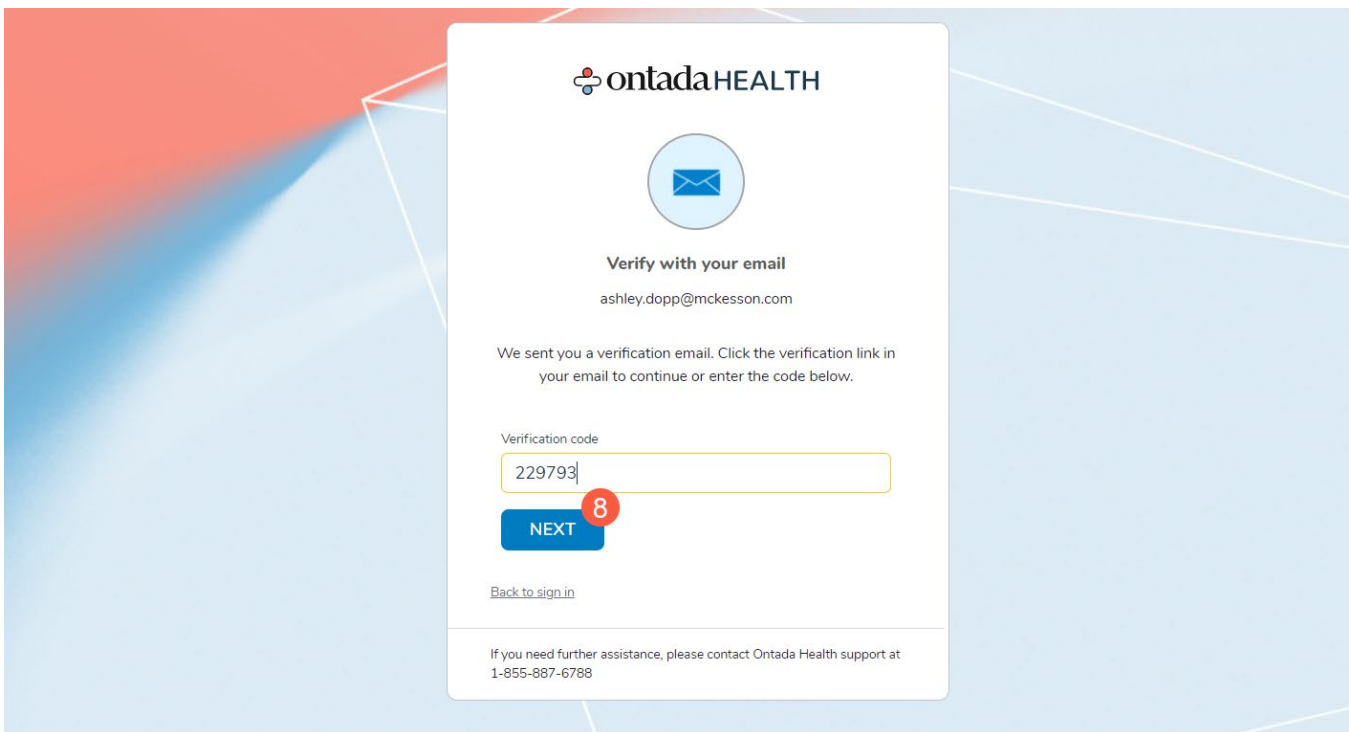 ontada HEALTH
Verify with your email
ashley.dopp@mckesson.com
We sent you a verification email. Click the verification link in
your email to continue or enter the code below.
Verification code
229793
8
NEXT
Back to sign in
If you need further assistance, please contact Ontada Health support at
1-855-887-6788